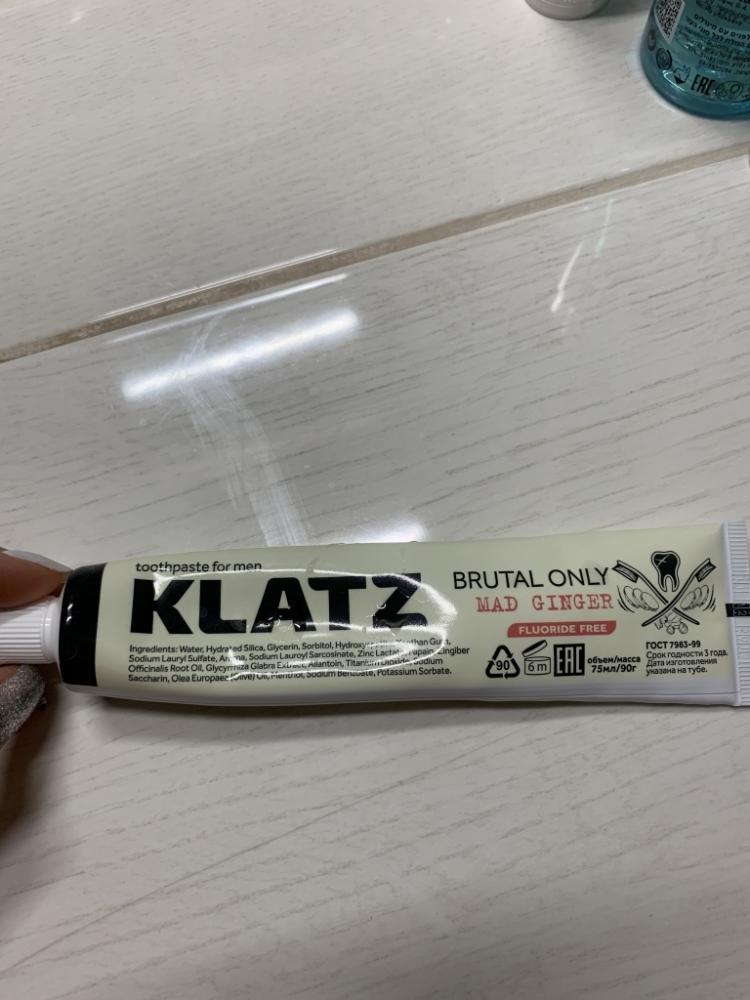 EAC
toothpaste for men
KLATZ
Ingredients: Water, Hydrated Silica, Glycerin, Sorbitol, Gum,
Sodium Lauryl Sulfate, Aroma, Sodium Lauroyl Sarcosinate, Zinc Papain, Zingiber
Officinalis Root Oil, Glycyrrhiza Glabra Extract, Allantoin, Titanium Dioxide, Sodium
Saccharin, Olea Europaea (Olive) Oil, Menthol, Sodium Benzoate, Potassium Sorbate.
BRUTAL ONLY
MAD GINGER
FLUORIDE FREE
90
6 m
EAC
объем/масса
75мл/90г
ГОСТ 7983-99
Срок годности 3 года.
Дата изготовления
указана на тубе.